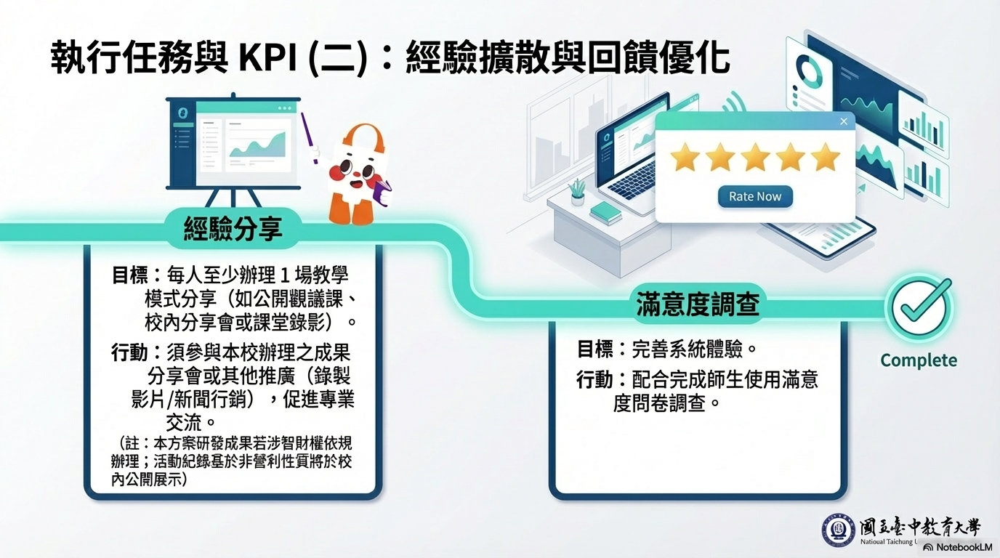 執行任務與 KPI (二)：經驗擴散與回饋優化
Rate Now
經驗分享
目標：每人至少辦理 1 場教學
模式分享（如公開觀議課、
校內分享會或課堂錄影）。
行動：須參與本校辦理之成果
分享會或其他推廣（錄製
影片/新聞行銷），促進專業
交流。
（註：本方案研發成果若涉智財權依規
辦理；活動紀錄基於非營利性質將於校
內公開展示）
滿意度調查
目標：完善系統體驗。
行動：配合完成師生使用滿意
度問卷調查。
Complete
國立臺中教育大學
National Taichung U
NotebookLM